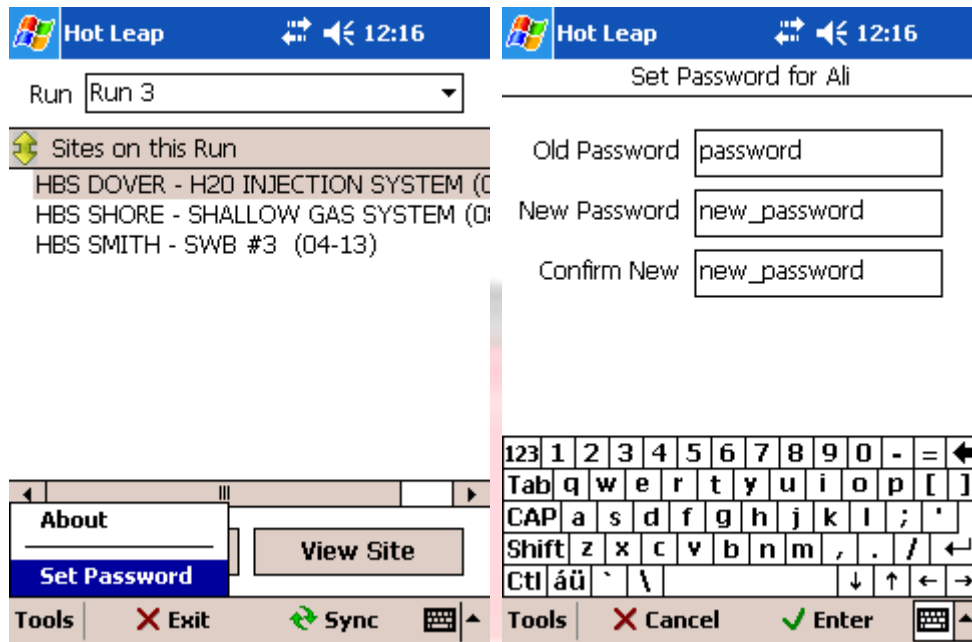 Hot Leap 12:16
Run Run 3
Sites on this Run
HBS DOVER - H20 INJECTION SYSTEM
HBS SHORE - SHALLOW GAS SYSTEM
HBS SMITH - SWB #3 (04-13)
About
Set Password
View Site
Tools Exit Sync
Hot Leap 12:16
Set Password for Ali
Old Password password
New Password new_password
Confirm New new_password
123 1 2 3 4 5 6 7 8 9 0 - =
Tab q w e r t y u i o p [ ]
CAP a s d f g h j k l ; '
Shift z x c v b n m , . /
Ctl áü ` \ ↓ ↑ ← →
Tools Cancel Enter